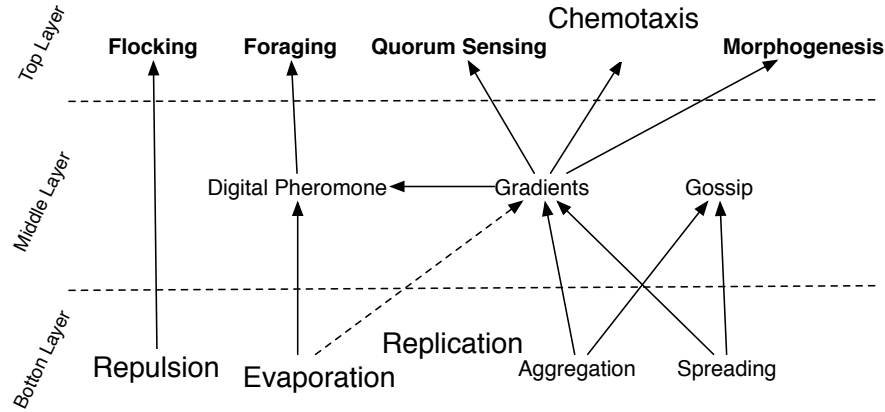 Top Layer
Chemotaxis
Flocking
Foraging
Quorum Sensing
Morphogenesis
Middle Layer
Digital Pheromone
Gradients
Gossip
Botton Layer
Replication
Repulsion
Evaporation
Aggregation
Spreading